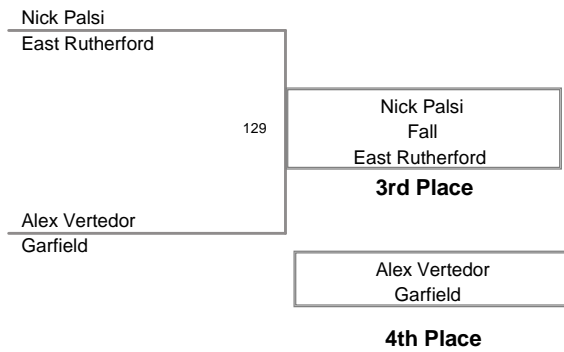 Nick Palsi
East Rutherford
129
Nick Palsi
Fall
East Rutherford
3rd Place
Alex Vertedor
Garfield
Alex Vertedor
Garfield
4th Place